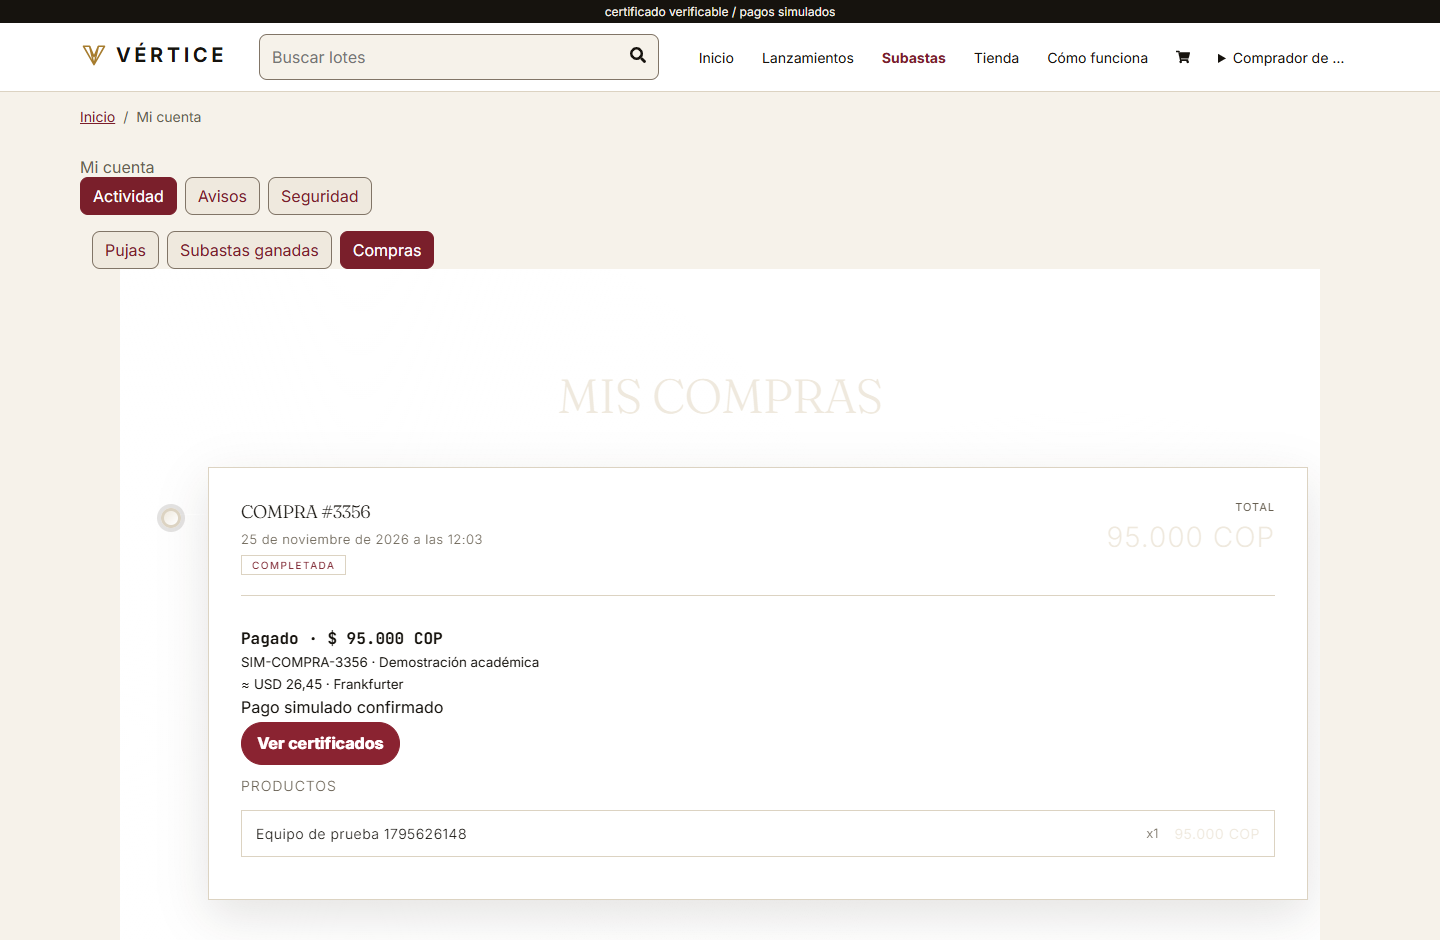 certificado verificable / pagos simulados
VÉRTICE
Buscar lotes
Inicio
Lanzamientos
Subastas
Tienda
Cómo funciona
Comprador de ...
Inicio / Mi cuenta
Mi cuenta
Actividad
Avisos
Seguridad
Pujas
Subastas ganadas
Compras
MIS COMPRAS
COMPRA #3356
25 de noviembre de 2026 a las 12:03
COMPLETADA
TOTAL
95.000 COP
Pagado · $ 95.000 COP
SIM-COMPRA-3356 · Demostración académica
≈ USD 26,45 · Frankfurter
Pago simulado confirmado
Ver certificados
PRODUCTOS
Equipo de prueba 1795626148 x1 95.000 COP